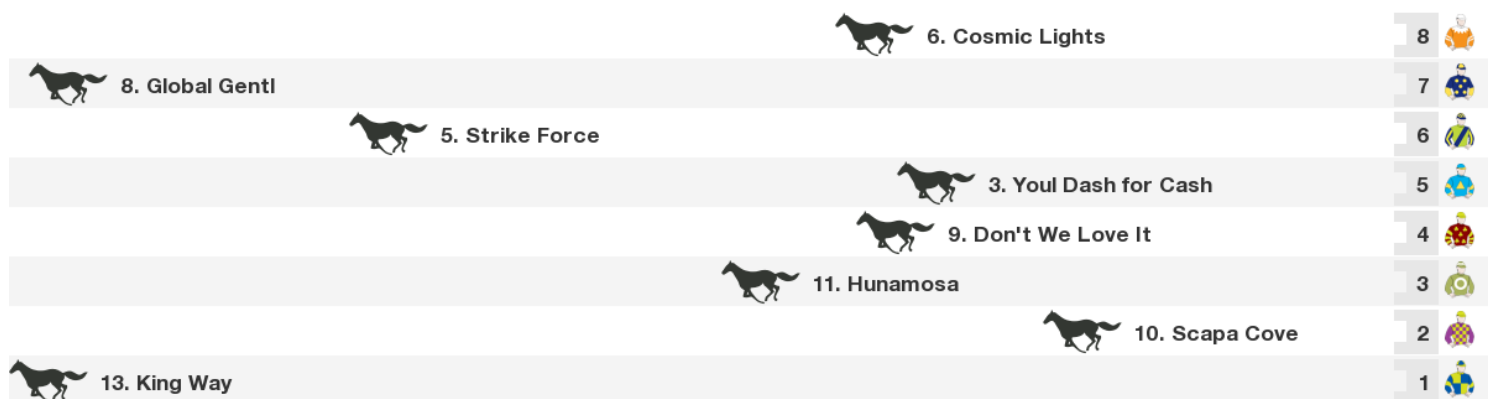 6. Cosmic Lights 8
8. Global Gentl 7
5. Strike Force 6
3. Youl Dash for Cash 5
9. Don't We Love It 4
11. Hunamosa 3
10. Scapa Cove 2
13. King Way 1